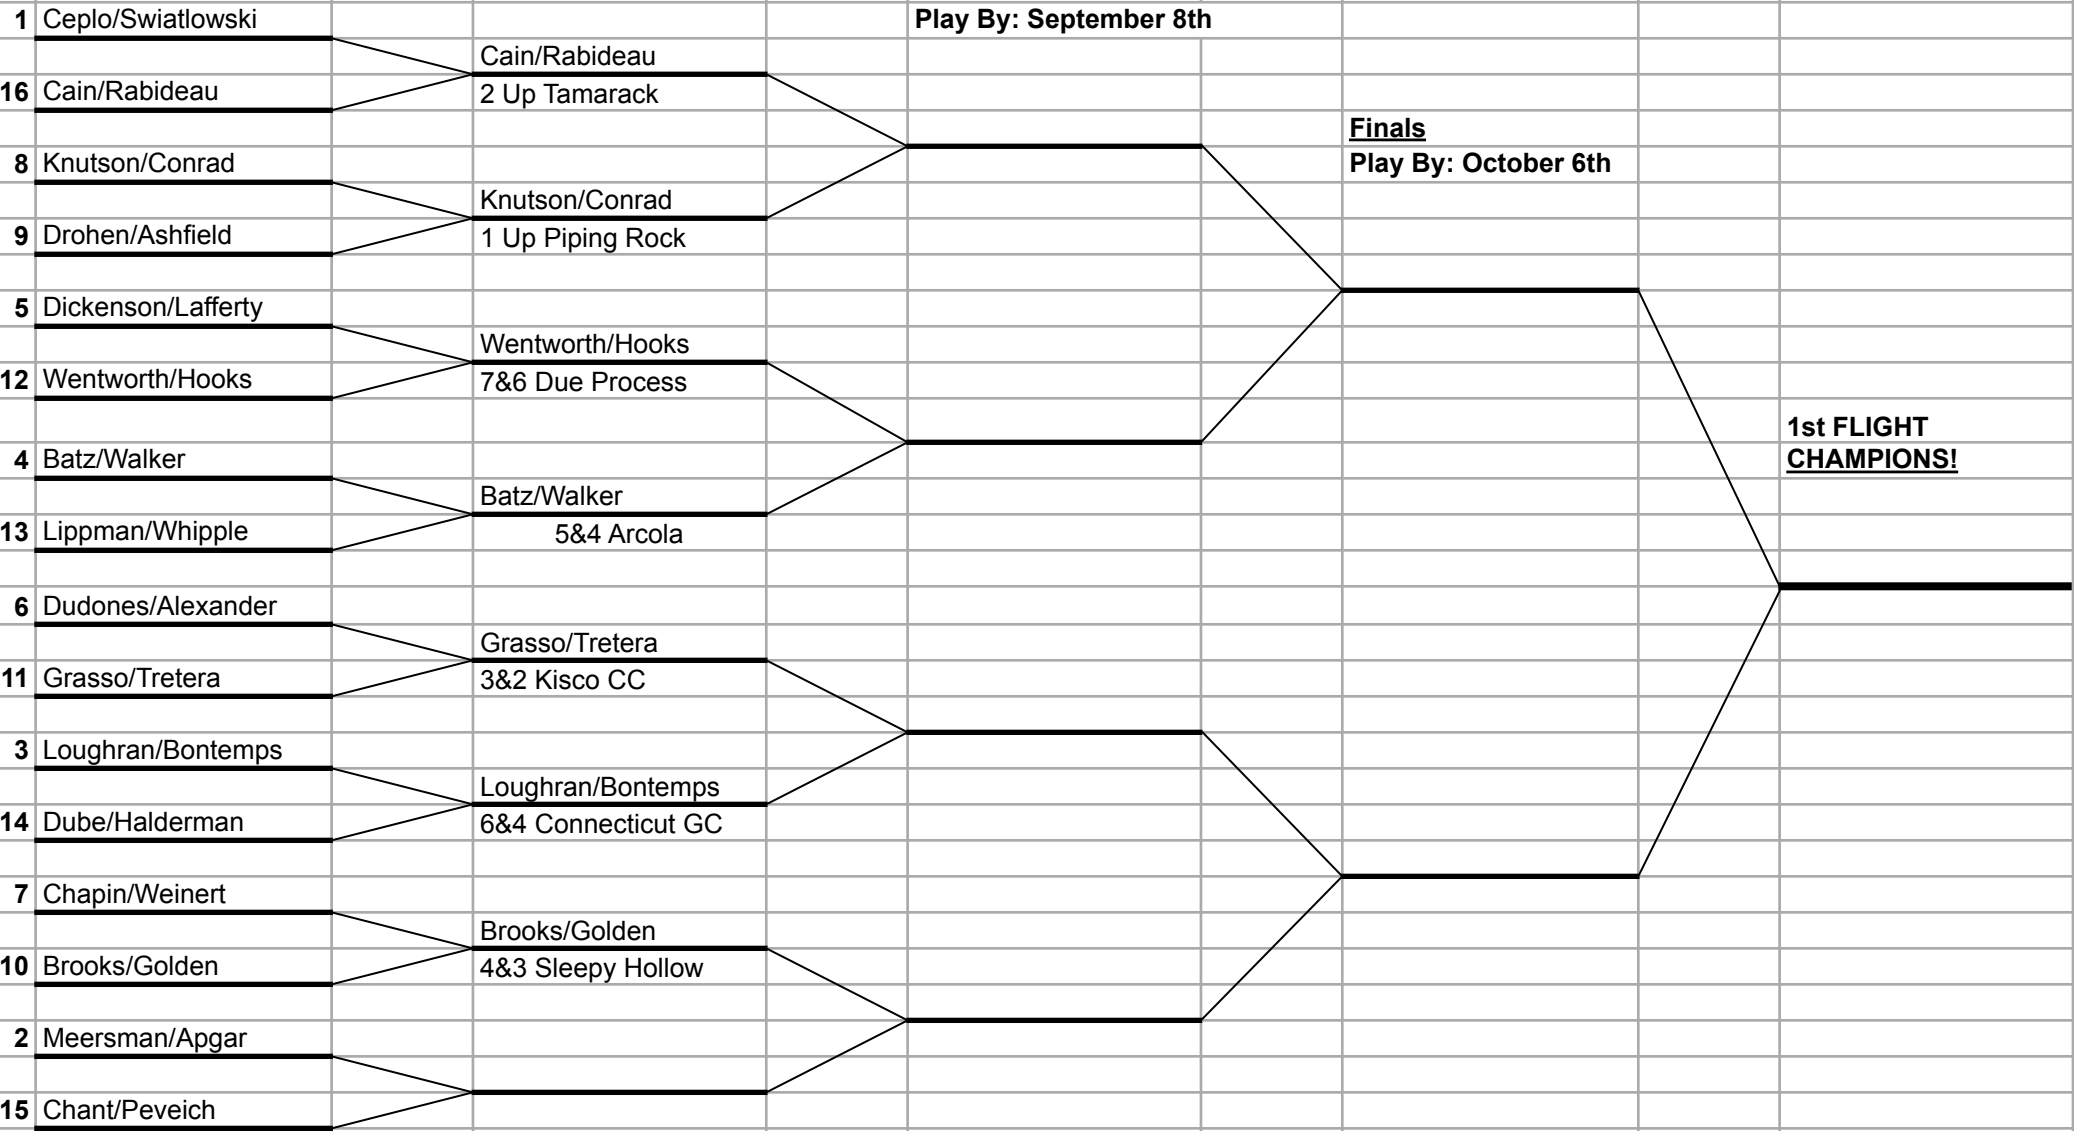 Play By: September 8th
1 Ceplo/Swiatlowski
Cain/Rabideau
16 Cain/Rabideau
2 Up Tamarack
Finals
8 Knutson/Conrad
Play By: October 6th
Knutson/Conrad
9 Drohen/Ashfield
1 Up Piping Rock
5 Dickenson/Lafferty
Wentworth/Hooks
12 Wentworth/Hooks
7&6 Due Process
1st FLIGHT
CHAMPIONS!
4 Batz/Walker
Batz/Walker
13 Lippman/Whipple
5&4 Arcola
6 Dudones/Alexander
Grasso/Tretera
11 Grasso/Tretera
3&2 Kisco CC
3 Loughran/Bontemps
Loughran/Bontemps
14 Dube/Halderman
6&4 Connecticut GC
7 Chapin/Weinert
Brooks/Golden
10 Brooks/Golden
4&3 Sleepy Hollow
2 Meersman/Apgar
15 Chant/Peveich